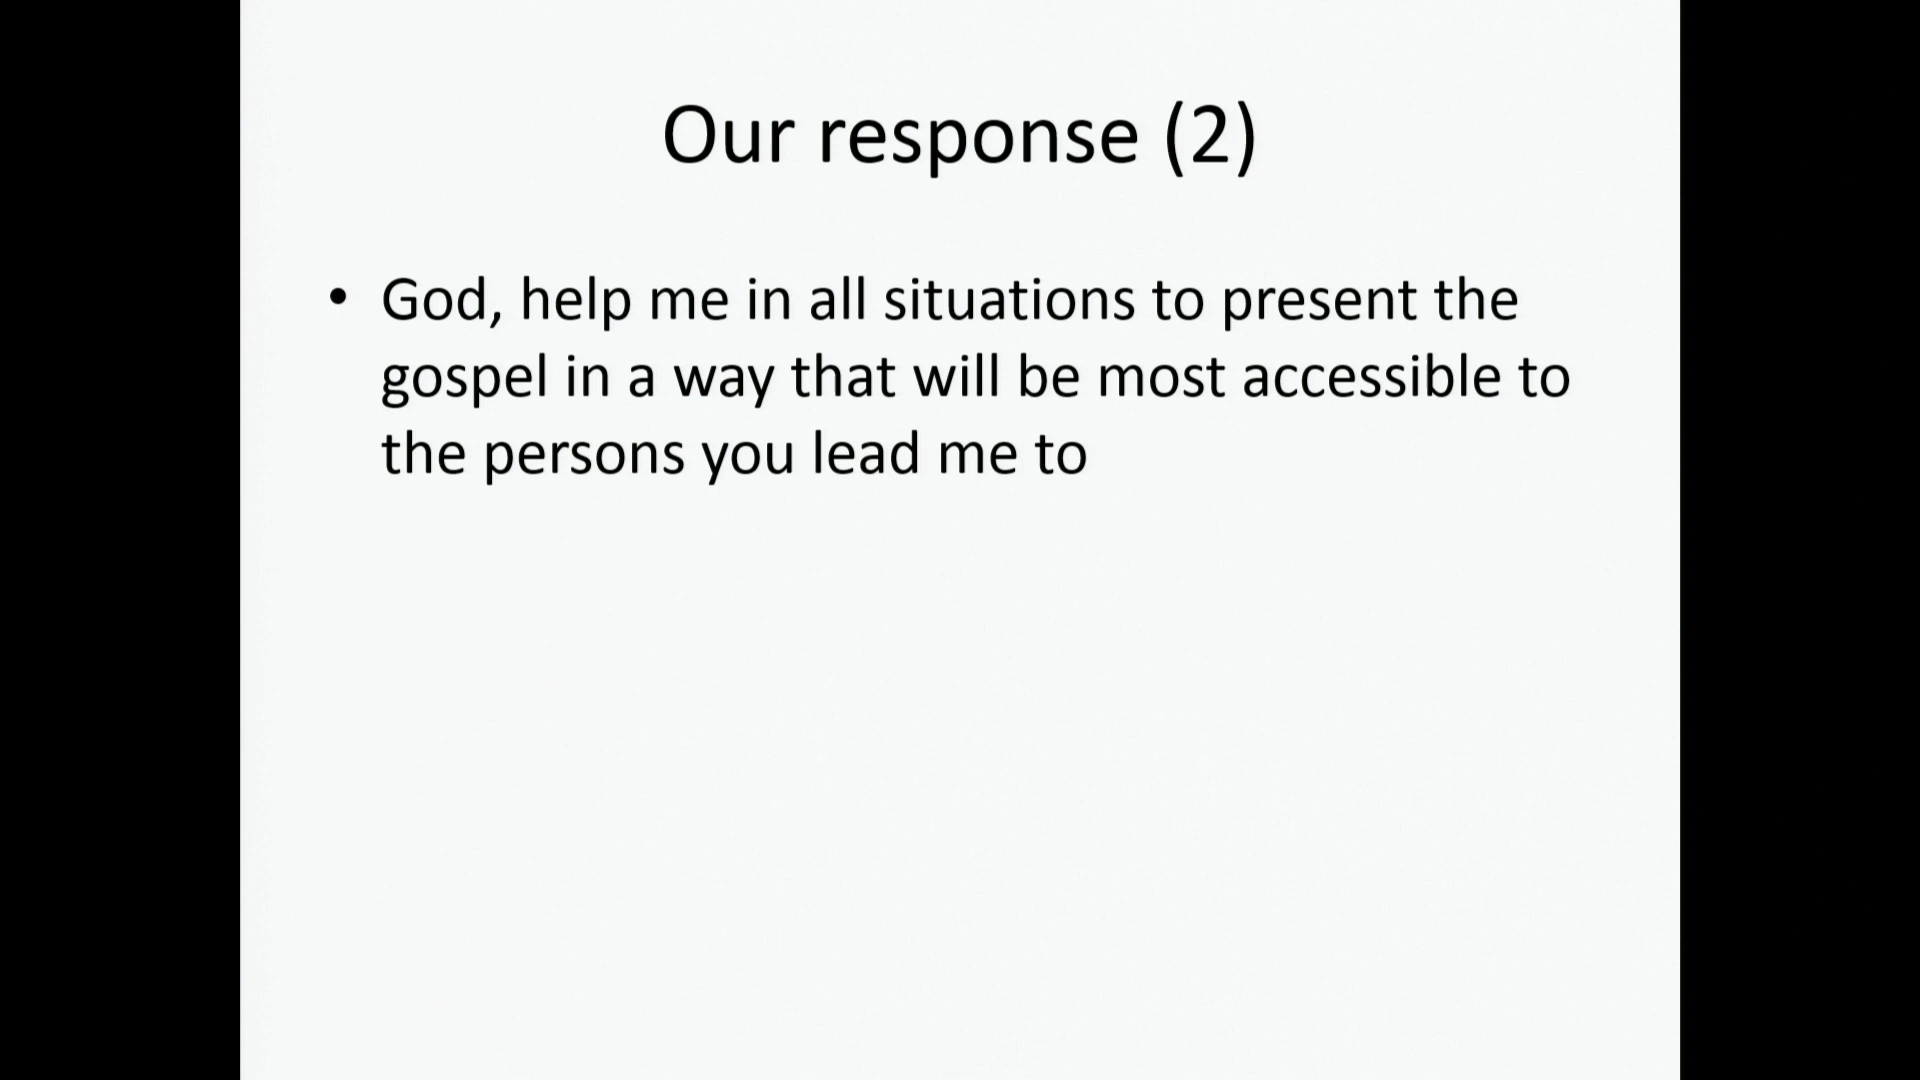 Our response (2)
• God, help me in all situations to present the
gospel in a way that will be most accessible to
the persons you lead me to